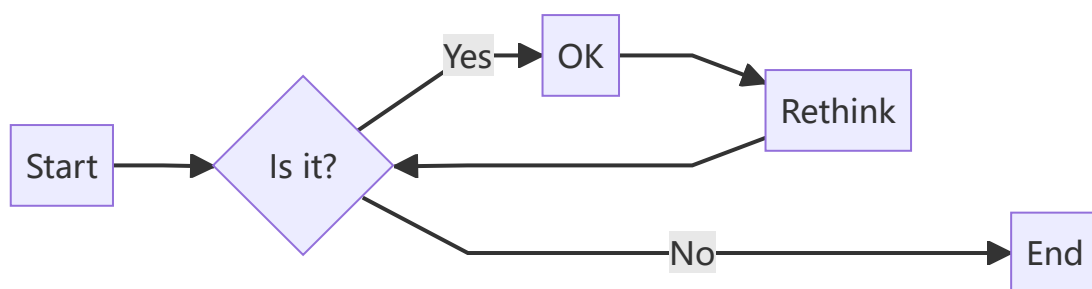 Start
Is it?
Yes
OK
Rethink
No
End